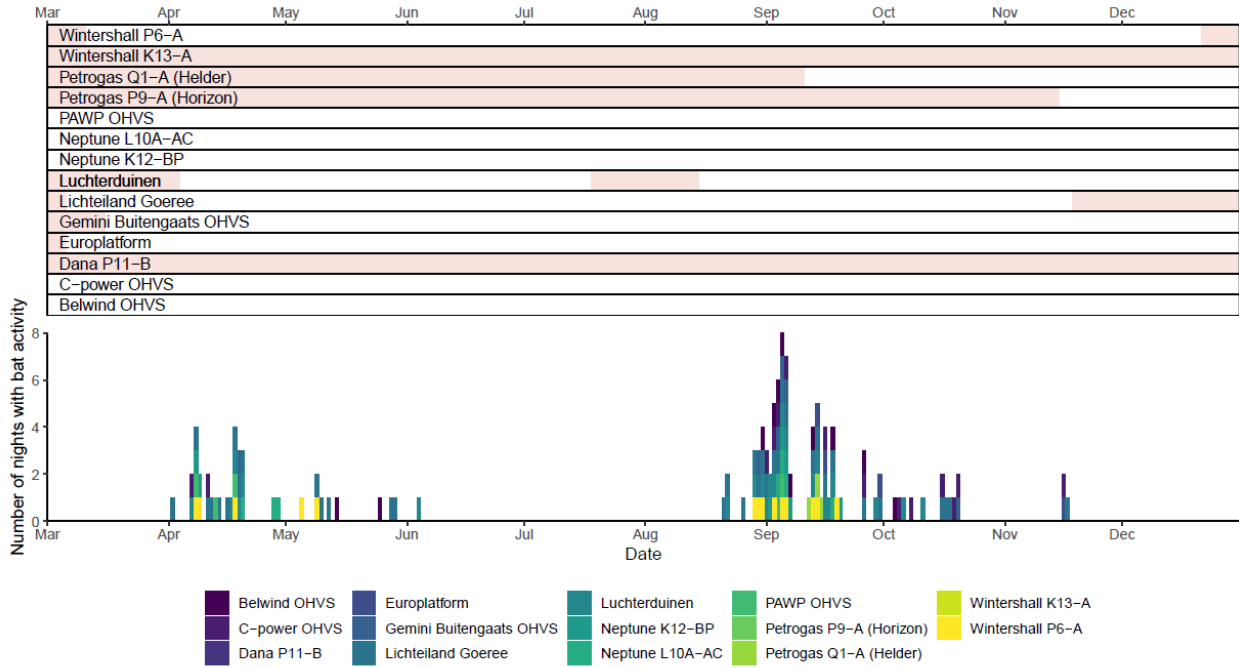 Mar Apr May Jun Jul Aug Sep Oct Nov Dec
Wintershall P6−A
Wintershall K13−A
Petrogas Q1−A (Helder)
Petrogas P9−A (Horizon)
PAWP OHVS
Neptune L10A−AC
Neptune K12−BP
Luchterduinen
Lichteiland Goeree
Gemini Buitengaats OHVS
Europlatform
Dana P11−B
C−power OHVS
Belwind OHVS
Number of nights with bat activity
8
6
4
2
0
Mar Apr May Jun Jul Aug Sep Oct Nov Dec
Date
Belwind OHVS Europlatform Luchterduinen PAWP OHVS Wintershall K13−A
C−power OHVS Gemini Buitengaats OHVS Neptune K12−BP Petrogas P9−A (Horizon) Wintershall P6−A
Dana P11−B Lichteiland Goeree Neptune L10A−AC Petrogas Q1−A (Helder)